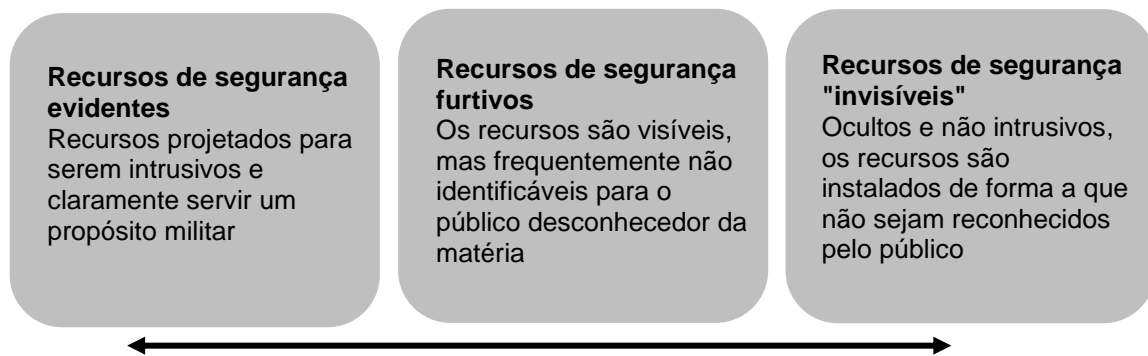 Recursos de segurança
evidentes
Recursos projetados para
serem intrusivos e
claramente servir um
propósito militar
Recursos de segurança
furtivos
Os recursos são visíveis,
mas frequentemente não
identificáveis para o
público desconhecedor da
matéria
Recursos de segurança
"invisíveis"
Ocultos e não intrusivos,
os recursos são
instalados de forma a que
não sejam reconhecidos
pelo público